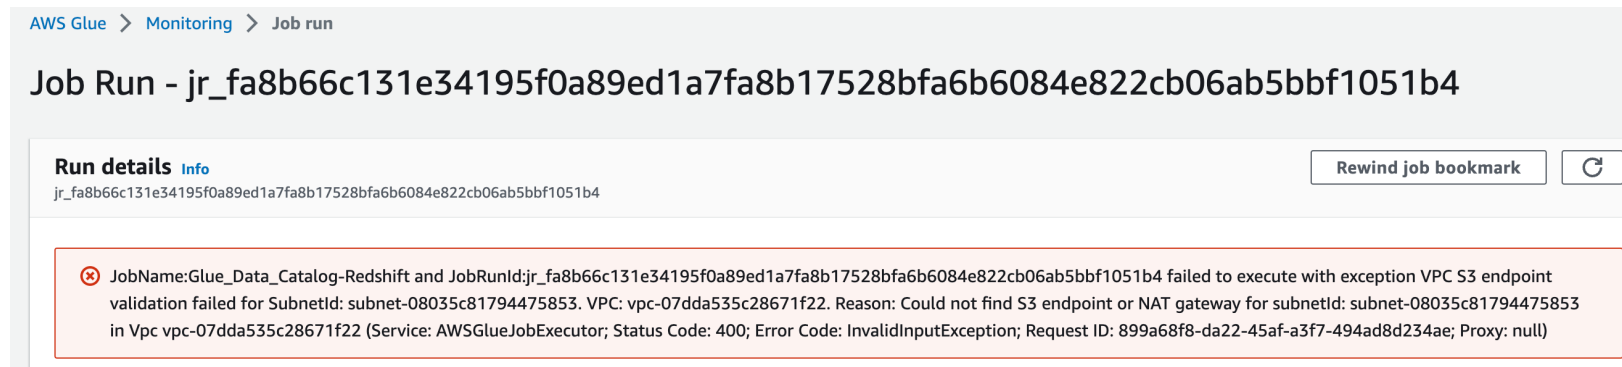 AWS Glue > Monitoring > Job run
Job Run - jr_fa8b66c131e34195f0a89ed1a7fa8b17528bfa6b6084e822cb06ab5bbf1051b4
Run details Info Rewind job bookmark
jr_fa8b66c131e34195f0a89ed1a7fa8b17528bfa6b6084e822cb06ab5bbf1051b4
JobName:Glue_Data_Catalog-Redshift and JobRunId:jr_fa8b66c131e34195f0a89ed1a7fa8b17528bfa6b6084e822cb06ab5bbf1051b4 failed to execute with exception VPC S3 endpoint
validation failed for SubnetId: subnet-08035c81794475853. VPC: vpc-07dda535c28671f22. Reason: Could not find S3 endpoint or NAT gateway for subnetId: subnet-08035c81794475853
in Vpc vpc-07dda535c28671f22 (Service: AWSGlueJobExecutor; Status Code: 400; Error Code: InvalidInputException; Request ID: 899a68f8-da22-45af-a3f7-494ad8d234ae; Proxy: null)